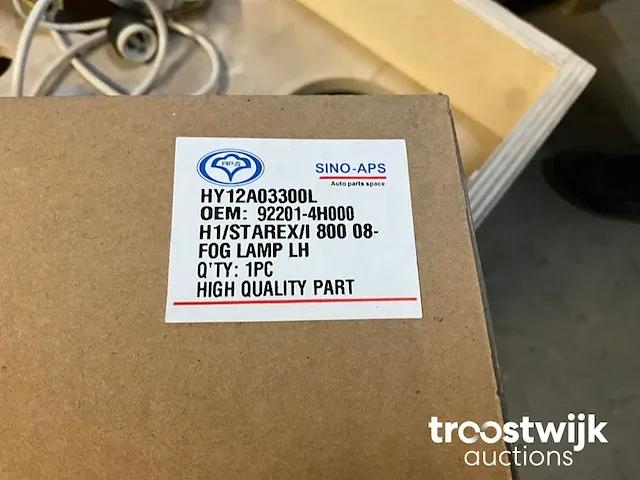 APS
SINO-APS
Auto parts space
HY12A03300L
OEM: 92201-4H000
H1/STAREX/I 800 08-
FOG LAMP LH
Q'TY: 1PC
HIGH QUALITY PART
troostwijk
auctions